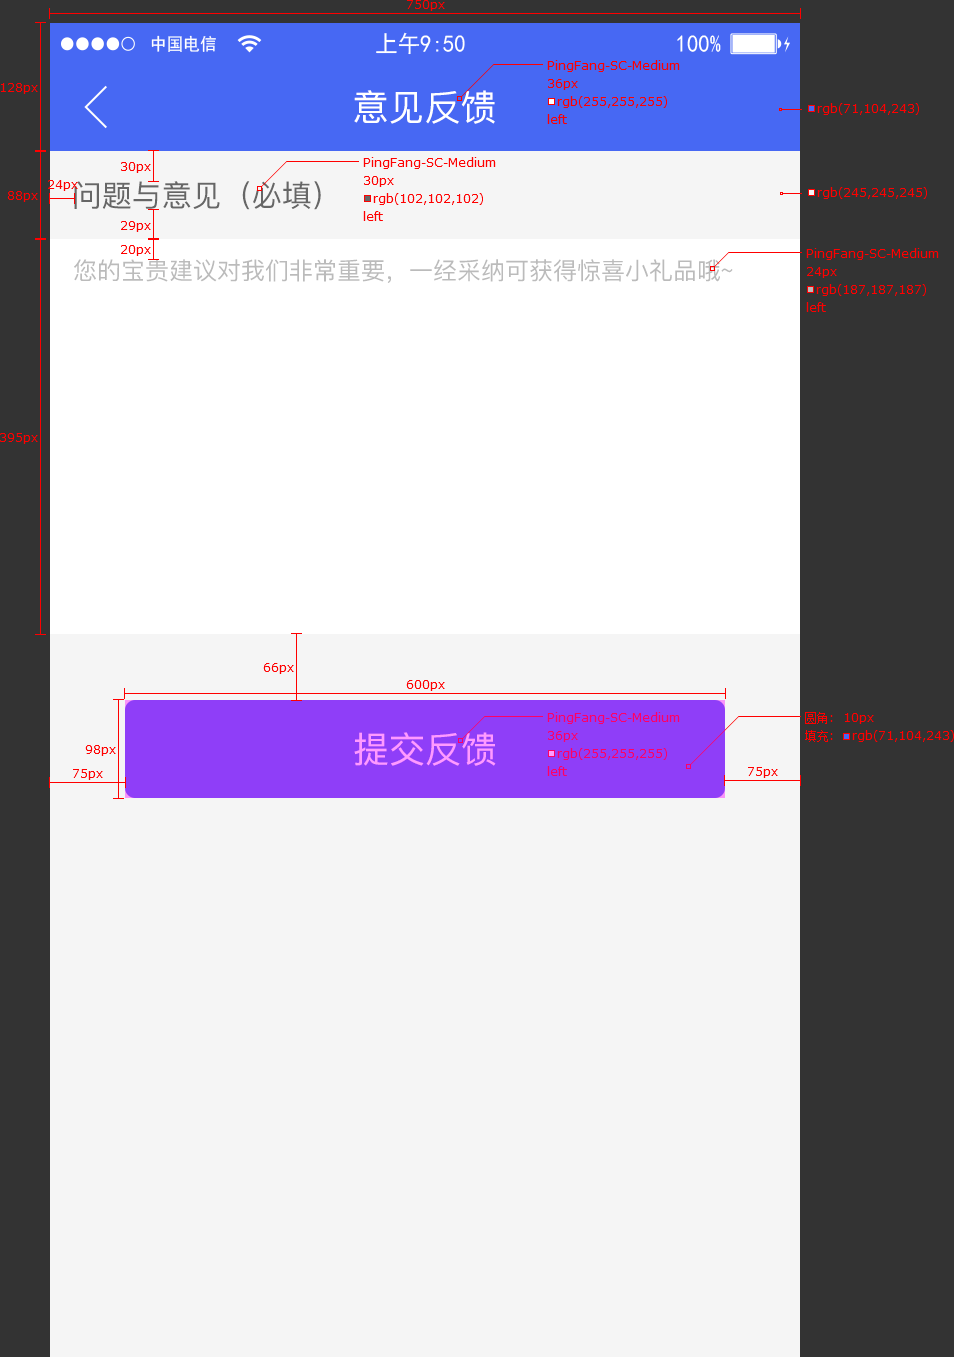 750px
中国电信
上午9:50
100%
128px
意见反馈
PingFang-SC-Medium
36px
rgb(255,255,255)
left
rgb(71,104,243)
88px
30px
24px
问题与意见（必填）
29px
PingFang-SC-Medium
30px
rgb(102,102,102)
left
rgb(245,245,245)
20px
您的宝贵建议对我们非常重要，一经采纳可获得惊喜小礼品哦~
PingFang-SC-Medium
24px
rgb(187,187,187)
left
395px
66px
600px
98px
75px
提交反馈
PingFang-SC-Medium
36px
rgb(255,255,255)
left
圆角： 10px
填充： rgb(71,104,243)
75px